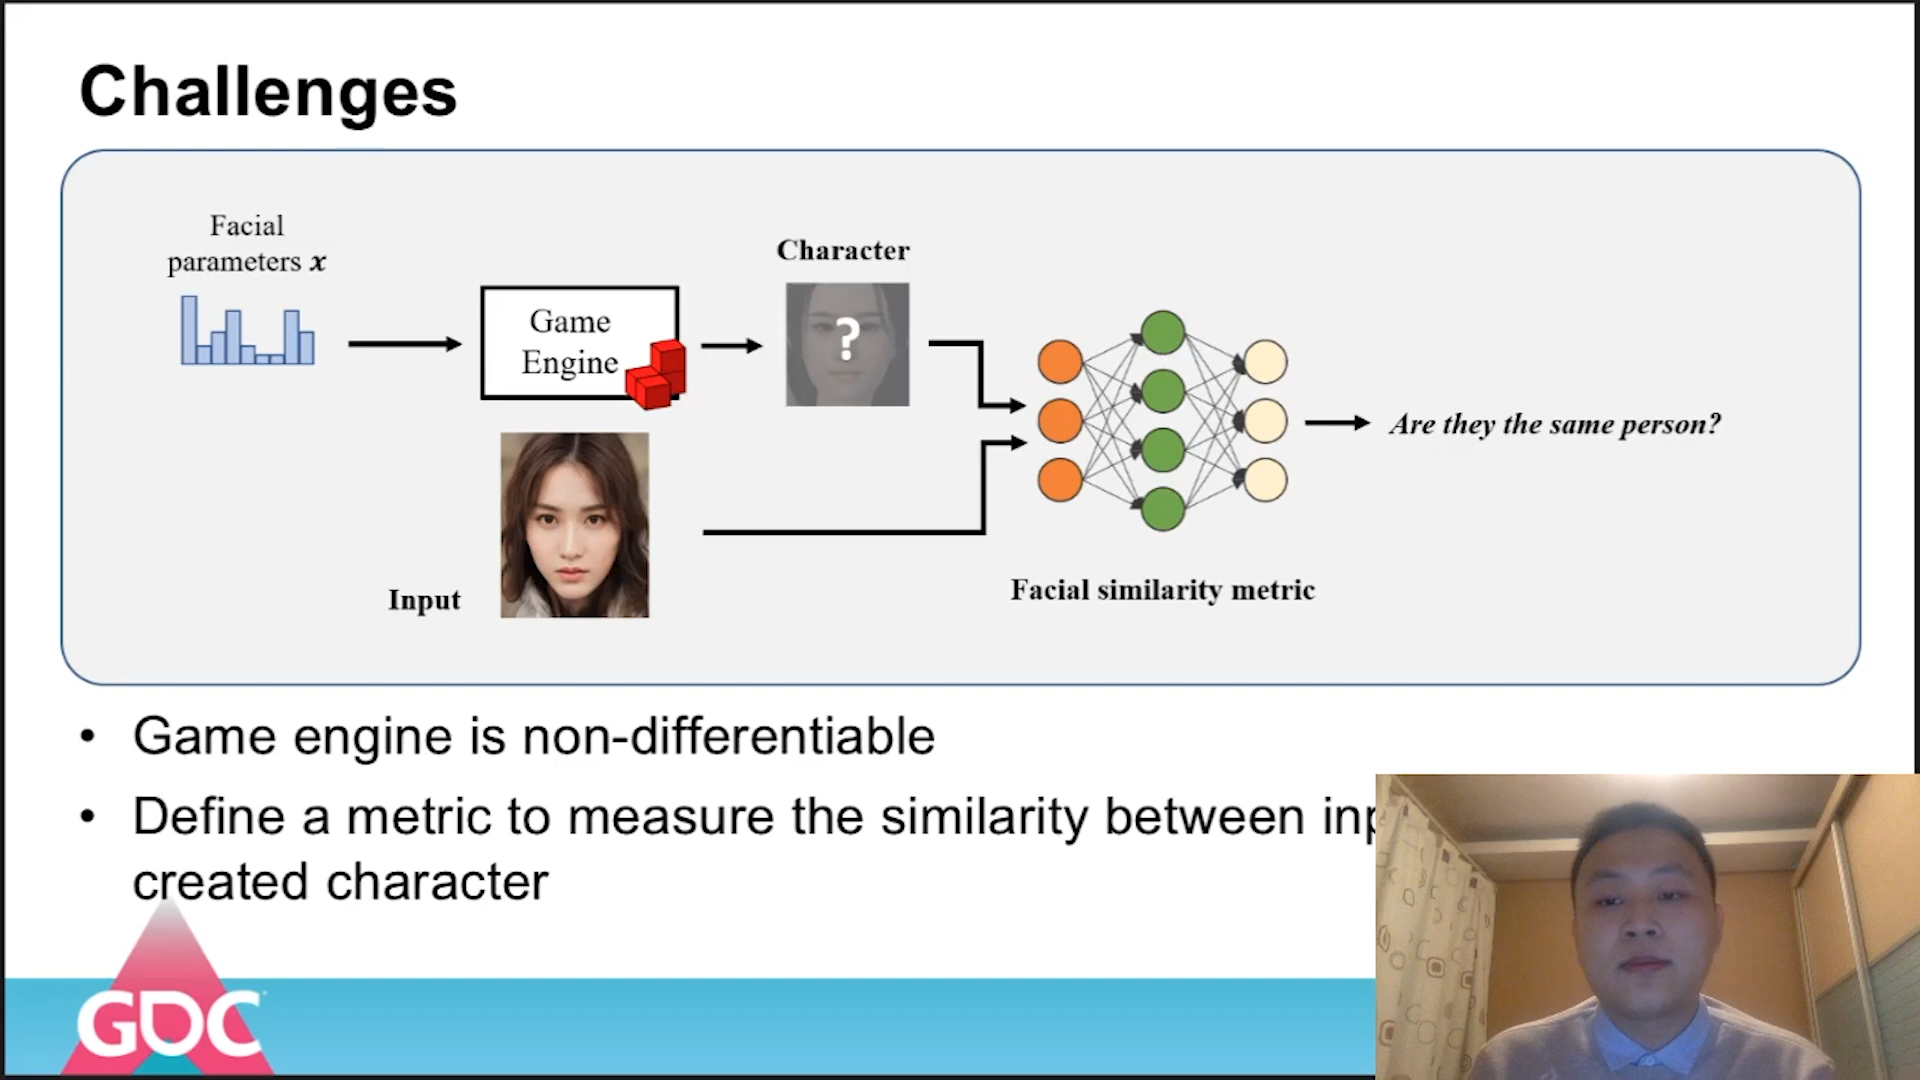 Challenges
Facial
parameters x
Game
Engine
Character
?
Input
Facial similarity metric
Are they the same person?
• Game engine is non-differentiable
• Define a metric to measure the similarity between
created character
GDC